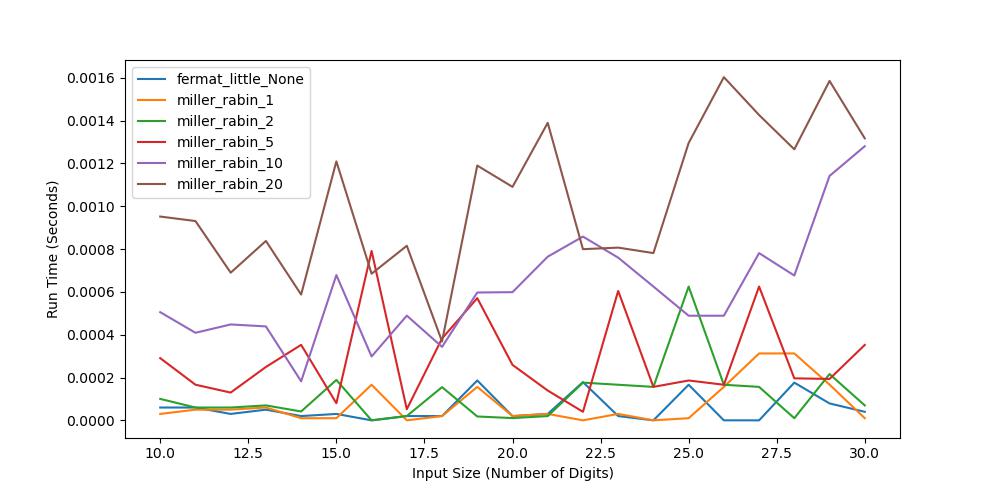 0.0016
0.0014
0.0012
0.0010
0.0008
0.0006
0.0004
0.0002
0.0000
Run Time (Seconds)
fermat_little_None
miller_rabin_1
miller_rabin_2
miller_rabin_5
miller_rabin_10
miller_rabin_20
10.0 12.5 15.0 17.5 20.0 22.5 25.0 27.5 30.0
Input Size (Number of Digits)